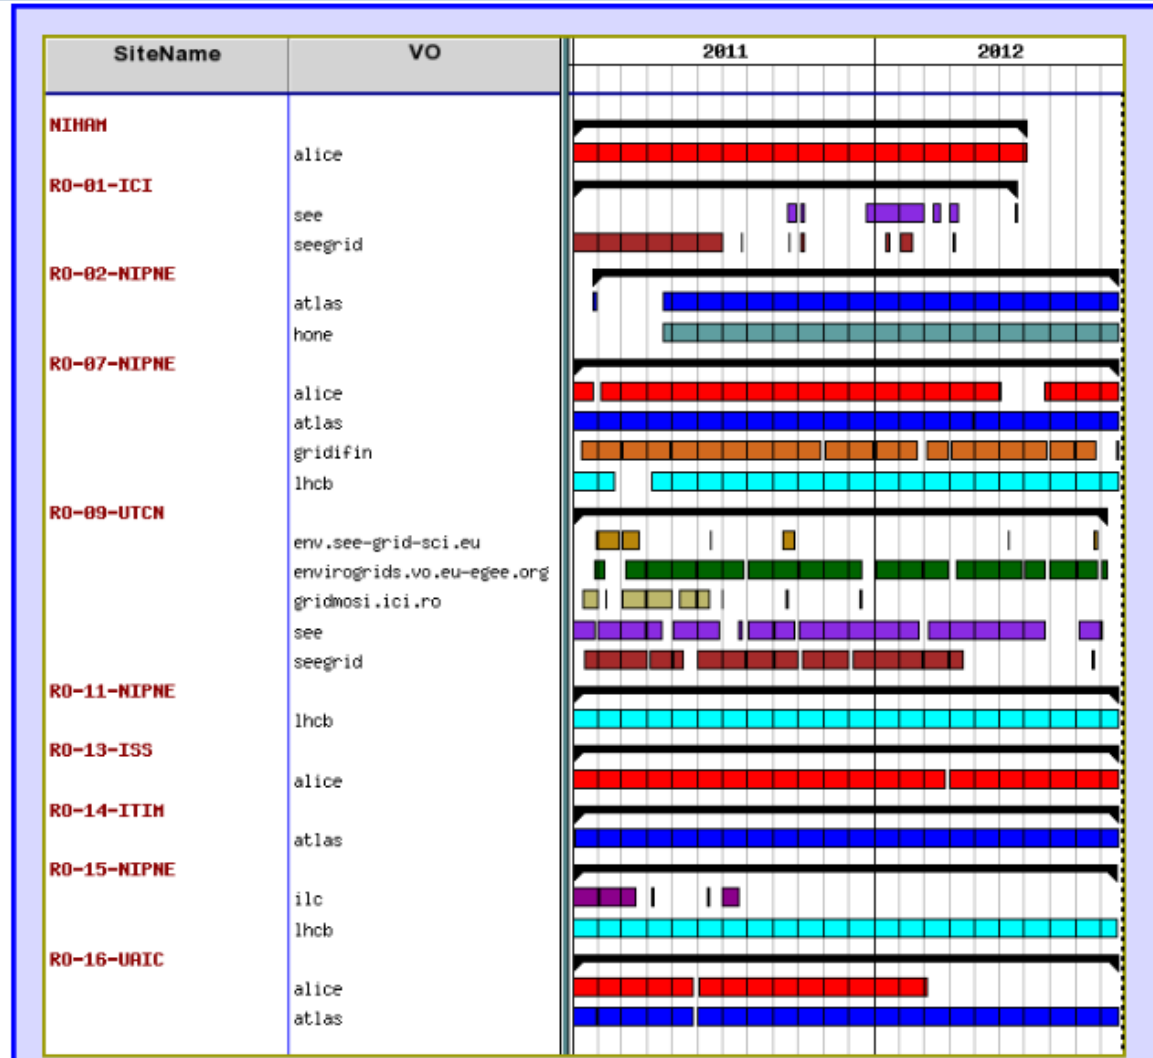 SiteName VO 2011 2012
NIHAM
alice
RO-01-ICI
see
seegrid
RO-02-NIPNE
atlas
hone
RO-07-NIPNE
alice
atlas
gridifin
lhcb
RO-09-UTCN
env.see-grid-sci.eu
envirogrids.vo.eu-egee.org
gridmosi.ici.ro
see
seegrid
RO-11-NIPNE
lhcb
RO-13-ISS
alice
RO-14-ITIM
atlas
RO-15-NIPNE
ilc
lhcb
RO-16-UAIC
alice
atlas